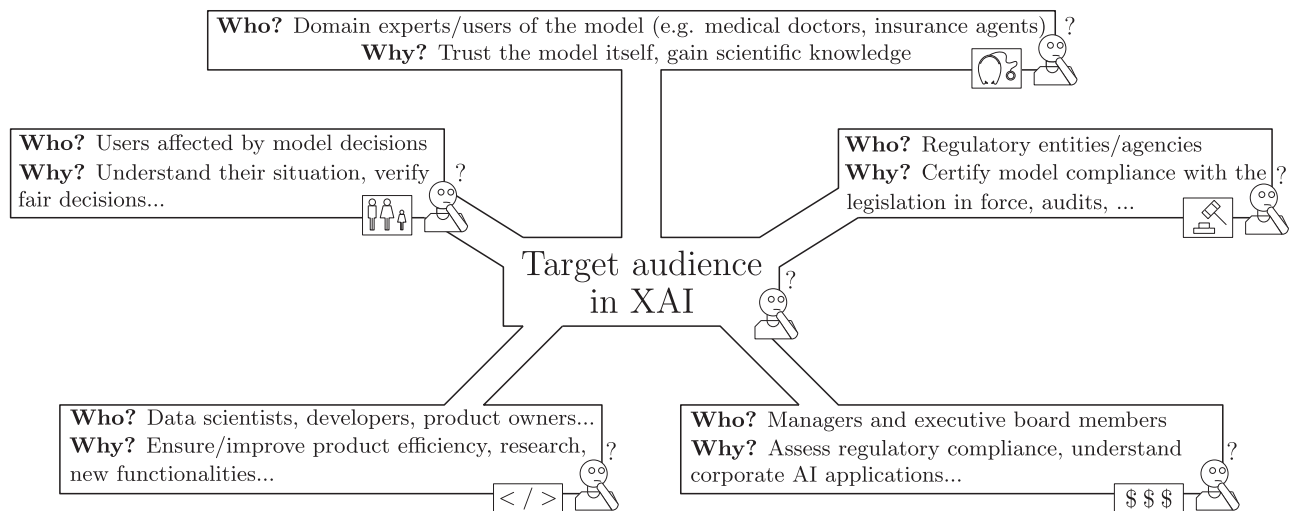 Who? Domain experts/users of the model (e.g. medical doctors, insurance agents)
?
Why? Trust the model itself, gain scientific knowledge
Who? Users affected by model decisions
Why? Understand their situation, verify
fair decisions...
?
Who? Regulatory entities/agencies
Why? Certify model compliance with the
legislation in force, audits, ...
?
Target audience
in XAI
?
Who? Data scientists, developers, product owners...
Why? Ensure/improve product efficiency, research,
new functionalities...
?
< / >
Who? Managers and executive board members
Why? Assess regulatory compliance, understand
corporate AI applications...
?
$ $ $